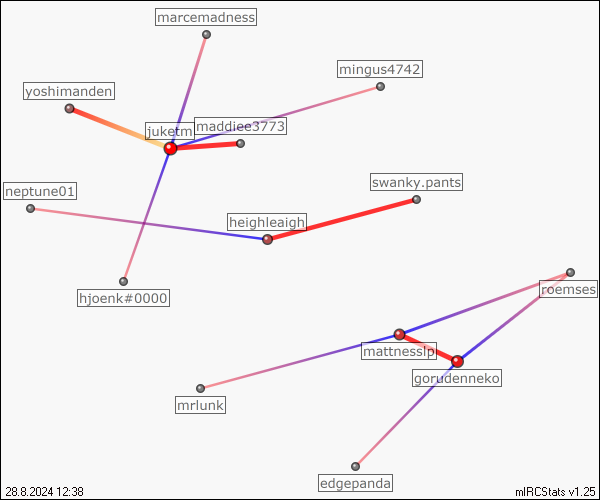 marcemadness
mingus4742
yoshimanden
juketm
maddiee3773
swanky.pants
neptune01
heighleaigh
roemses
hjoenk#0000
mattnesslp
gorudenneko
mrlunk
edgepanda
28.8.2024 12:38
mIRCStats v1.25